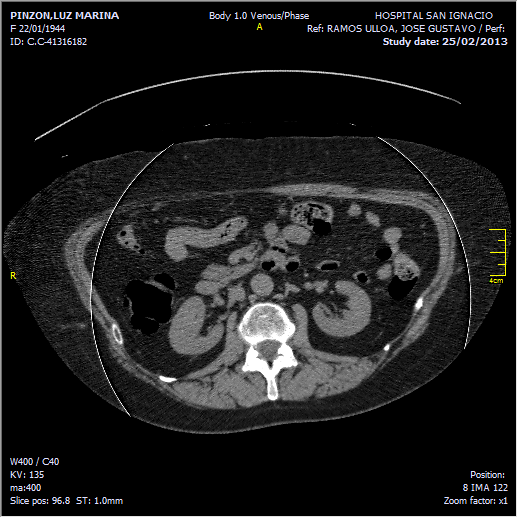 PINZON,LUZ MARINA
F 22/01/1944
ID: C.C-41316182
Body 1.0 Venous/Phase
A
HOSPITAL SAN IGNACIO
Ref: RAMOS ULLOA, JOSE GUSTAVO / Perf:
Study date: 25/02/2013
R
4cm
W400 / C40
KV: 135
ma:400
Slice pos: 96.8 ST: 1.0mm
Position:
8 IMA 122
Zoom factor: x1